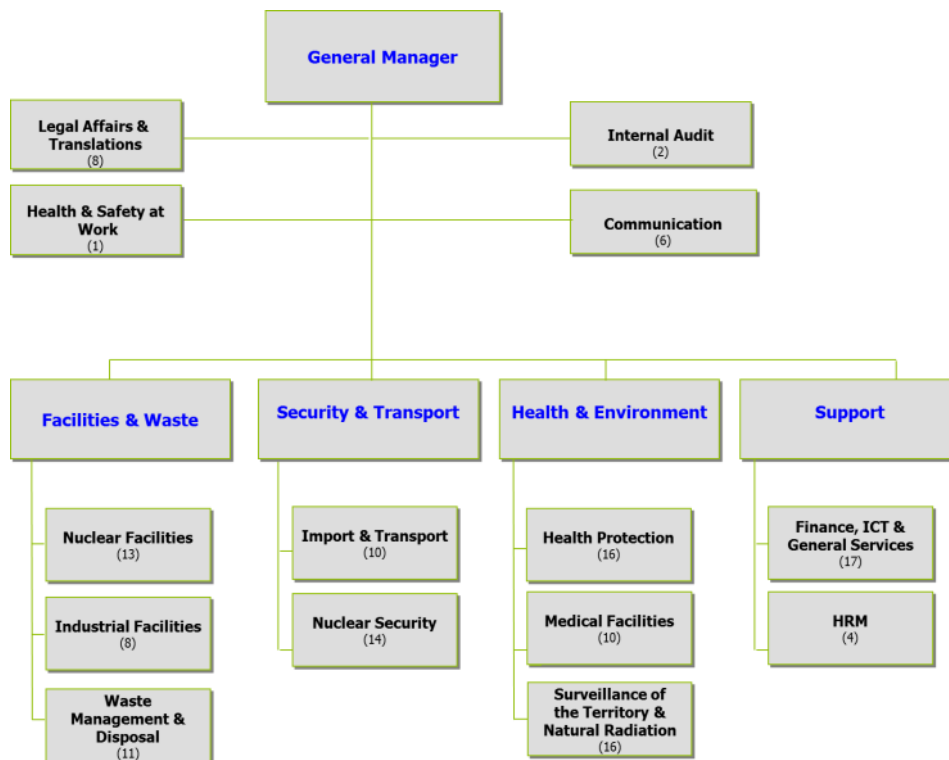 General Manager
Legal Affairs &
Translations
(8)
Internal Audit
(2)
Health & Safety at
Work
(1)
Communication
(6)
Facilities & Waste
Security & Transport
Health & Environment
Support
Nuclear Facilities
(13)
Industrial Facilities
(8)
Waste
Management &
Disposal
(11)
Import & Transport
(10)
Nuclear Security
(14)
Health Protection
(16)
Medical Facilities
(10)
Surveillance of
the Territory &
Natural Radiation
(16)
Finance, ICT &
General Services
(17)
HRM
(4)